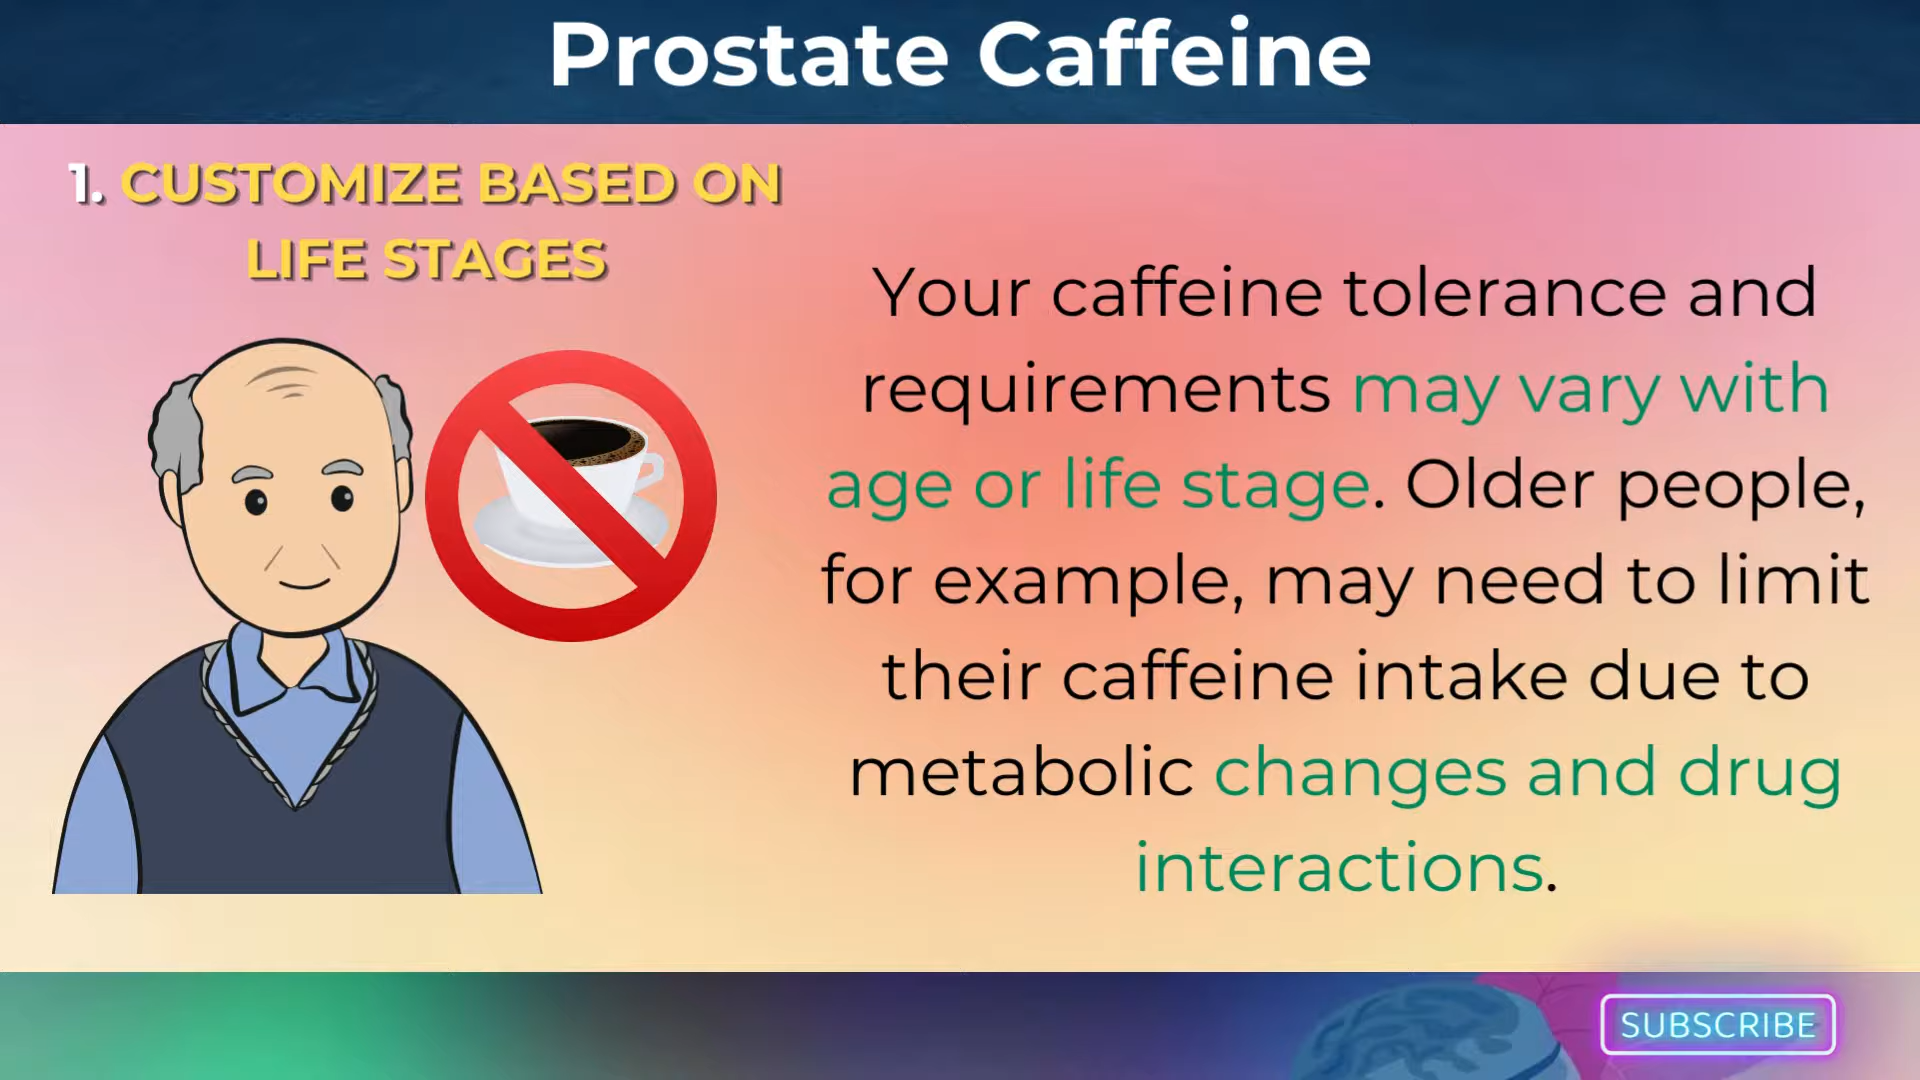 Prostate Caffeine
1. CUSTOMIZE BASED ON
LIFE STAGES
Your caffeine tolerance and
requirements may vary with
age or life stage. Older people,
for example, may need to limit
their caffeine intake due to
metabolic changes and drug
interactions.
SUBSCRIBE